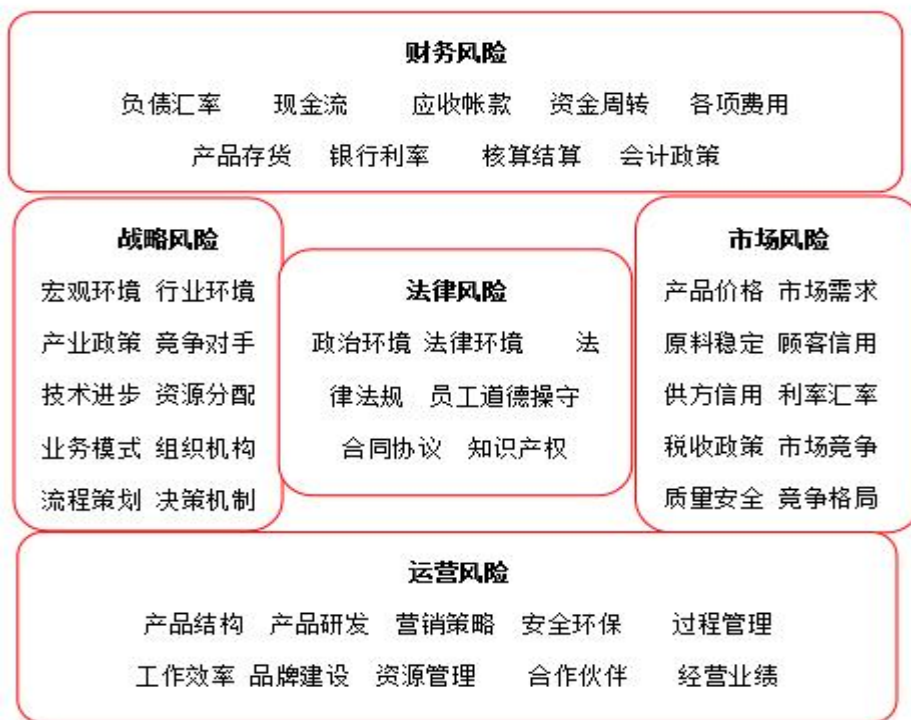 财务风险
负债汇率 现金流 应收帐款 资金周转 各项费用
产品存货 银行利率 核算结算 会计政策
战略风险
宏观环境 行业环境
产业政策 竞争对手
技术进步 资源分配
业务模式 组织机构
流程策划 决策机制
法律风险
政治环境 法律环境 法
律法规 员工道德操守
合同协议 知识产权
市场风险
产品价格 市场需求
原料稳定 顾客信用
供方信用 利率汇率
税收政策 市场竞争
质量安全 竞争格局
运营风险
产品结构 产品研发 营销策略 安全环保 过程管理
工作效率 品牌建设 资源管理 合作伙伴 经营业绩